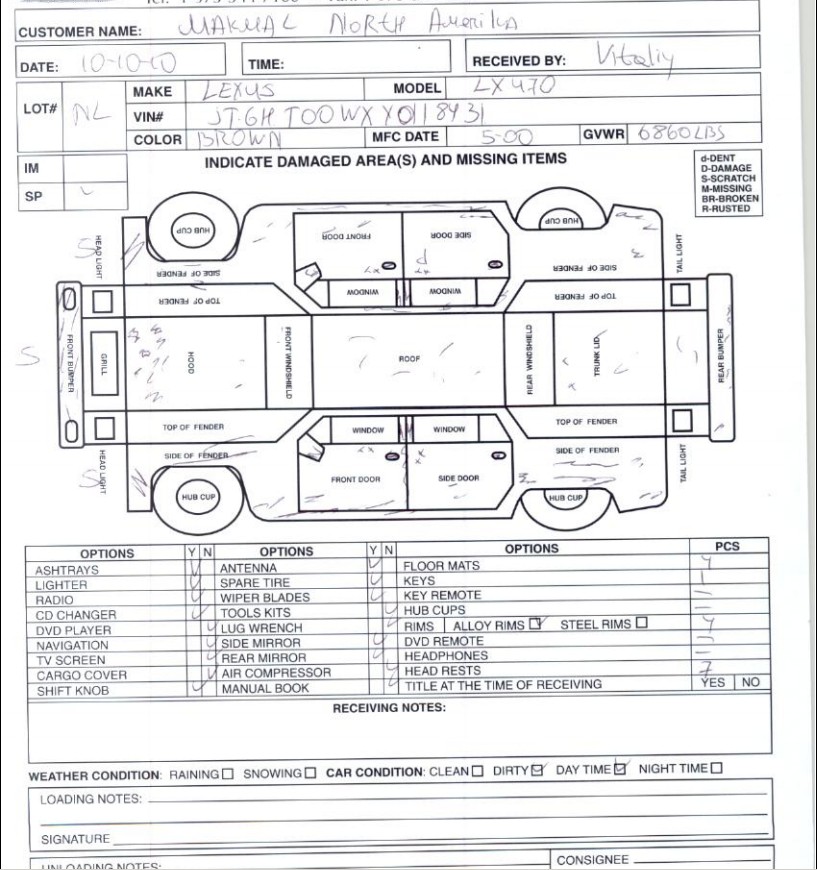 CUSTOMER NAME: MAKMAL North Amerika
DATE: 10-10-10 TIME: RECEIVED BY: Vitaliy
LOT# NL
MAKE LEXUS MODEL LX 470
VIN# JT6HT00WXY0118431
COLOR BROWN MFC DATE 5-00 GVWR 6860 LBS
IM
SP
INDICATE DAMAGED AREA(S) AND MISSING ITEMS
d-DENT
D-DAMAGE
S-SCRATCH
M-MISSING
BR-BROKEN
R-RUSTED
HUB CUP
HUB CUP
S
HEAD LIGHT
FRONT DOOR
SIDE DOOR
TAIL LIGHT
SIDE OF FENDER
SIDE OF FENDER
TOP OF FENDER
WINDOW
WINDOW
TOP OF FENDER
S
FRONT BUMPER
GRILL
HOOD
FRONT WINDSHIELD
ROOF
REAR WINDSHIELD
TRUNK LID
REAR BUMPER
TOP OF FENDER
WINDOW
WINDOW
TOP OF FENDER
SIDE OF FENDER
SIDE OF FENDER
S
HEAD LIGHT
FRONT DOOR
SIDE DOOR
TAIL LIGHT
HUB CUP
HUB CUP
OPTIONS Y N OPTIONS Y N OPTIONS PCS
ASHTRAYS ANTENNA FLOOR MATS 4
LIGHTER SPARE TIRE KEYS 1
RADIO WIPER BLADES KEY REMOTE –
CD CHANGER TOOLS KITS HUB CUPS –
DVD PLAYER LUG WRENCH RIMS ALLOY RIMS STEEL RIMS 4
NAVIGATION SIDE MIRROR DVD REMOTE –
TV SCREEN REAR MIRROR HEADPHONES –
CARGO COVER AIR COMPRESSOR HEAD RESTS 7
SHIFT KNOB MANUAL BOOK TITLE AT THE TIME OF RECEIVING YES NO
RECEIVING NOTES:
WEATHER CONDITION: RAINING SNOWING CAR CONDITION: CLEAN DIRTY DAY TIME NIGHT TIME
LOADING NOTES:
SIGNATURE
UNLOADING NOTES: CONSIGNEE